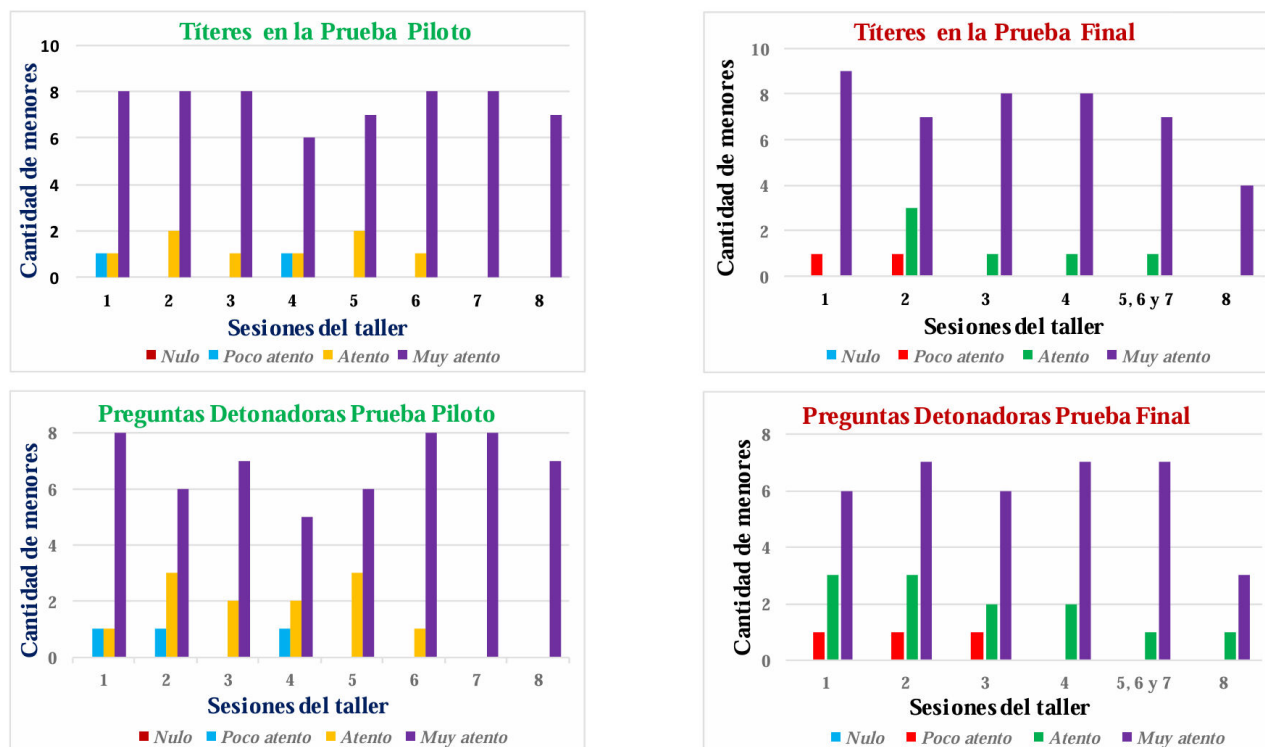 Títeres en la Prueba Piloto
Cantidad de menores
10
8
6
4
2
0
1 2 3 4 5 6 7 8
Sesiones del taller
Nulo Poco atento Atento Muy atento
Títeres en la Prueba Final
Cantidad de menores
10
8
6
4
2
0
1 2 3 4 5, 6 y 7 8
Sesiones del taller
Nulo Poco atento Atento Muy atento
Preguntas Detonadoras Prueba Piloto
Cantidad de menores
8
6
4
2
0
1 2 3 4 5 6 7 8
Sesiones del taller
Nulo Poco atento Atento Muy atento
Preguntas Detonadoras Prueba Final
Cantidad de menores
8
6
4
2
0
1 2 3 4 5, 6 y 7 8
Sesiones del taller
Nulo Poco atento Atento Muy atento